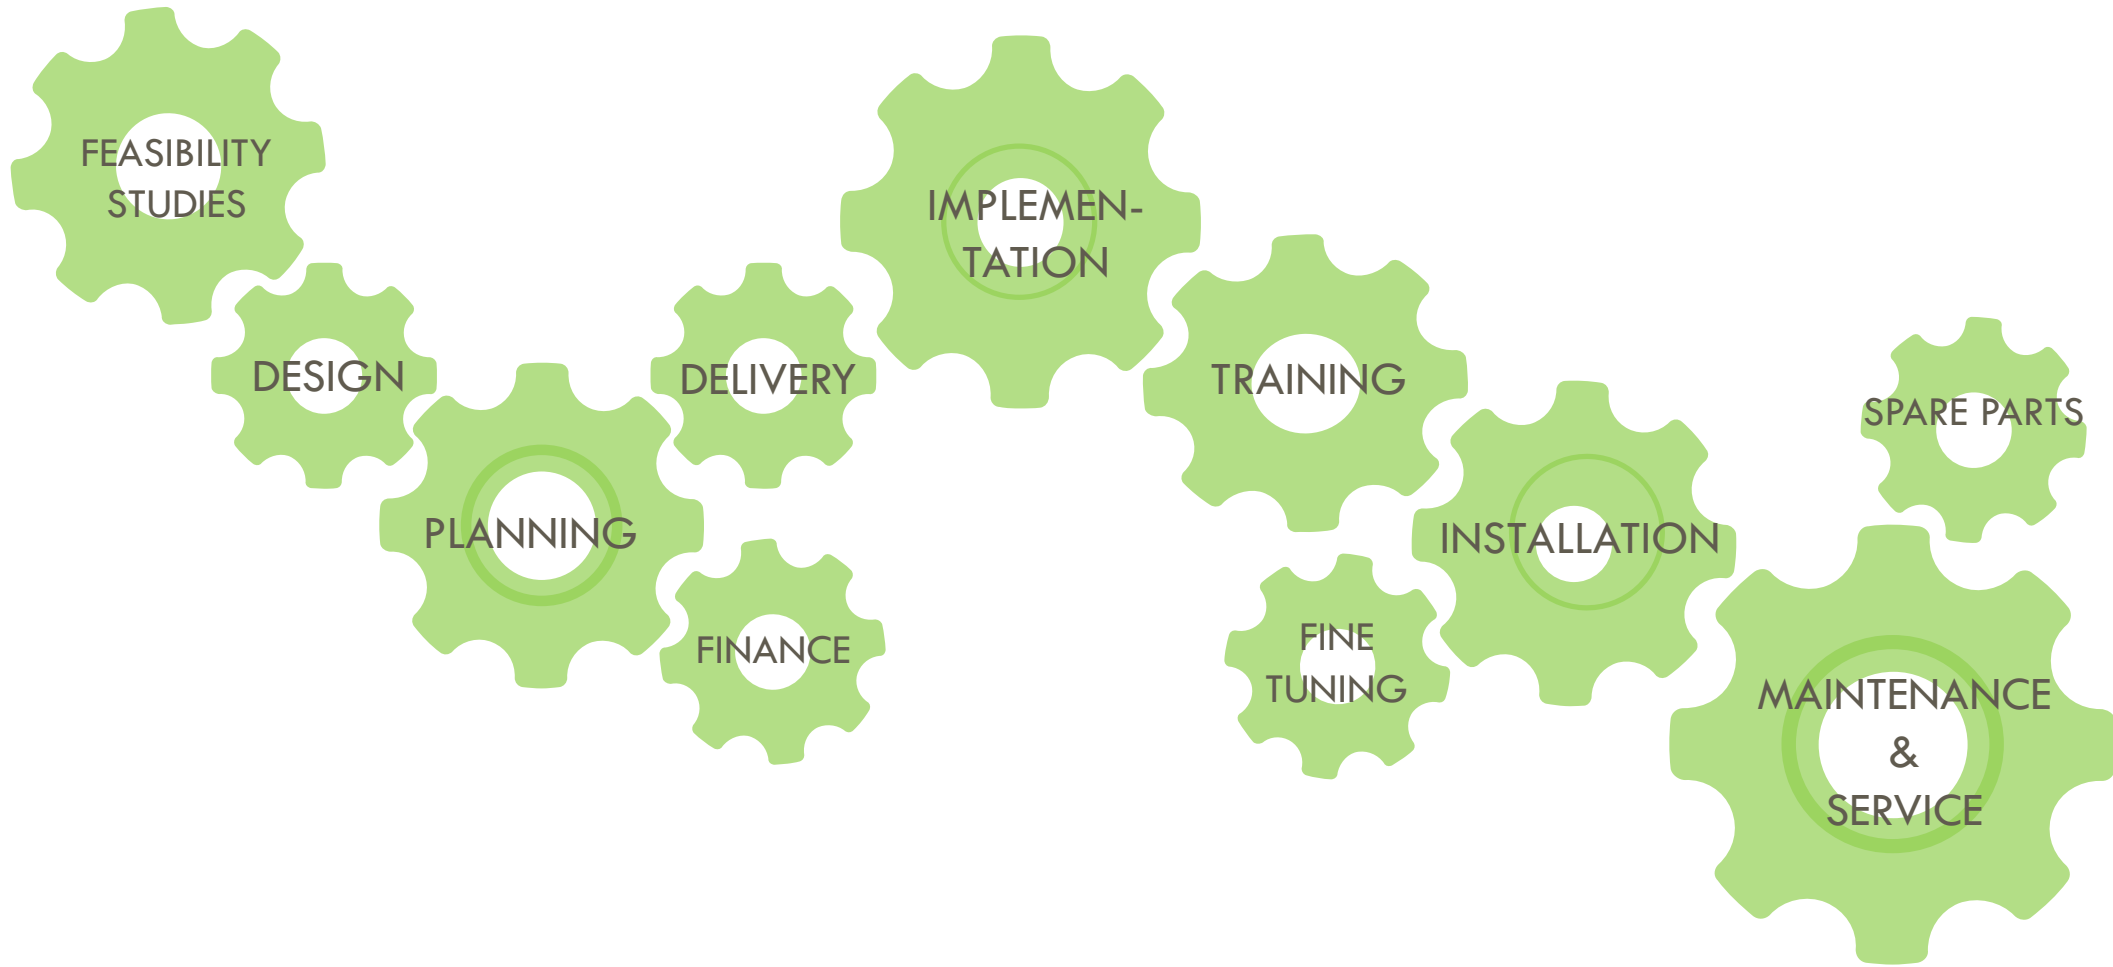 FEASIBILITY
STUDIES
DESIGN
PLANNING
DELIVERY
FINANCE
IMPLEMEN-
TATION
TRAINING
FINE
TUNING
INSTALLATION
SPARE PARTS
MAINTENANCE
&
SERVICE